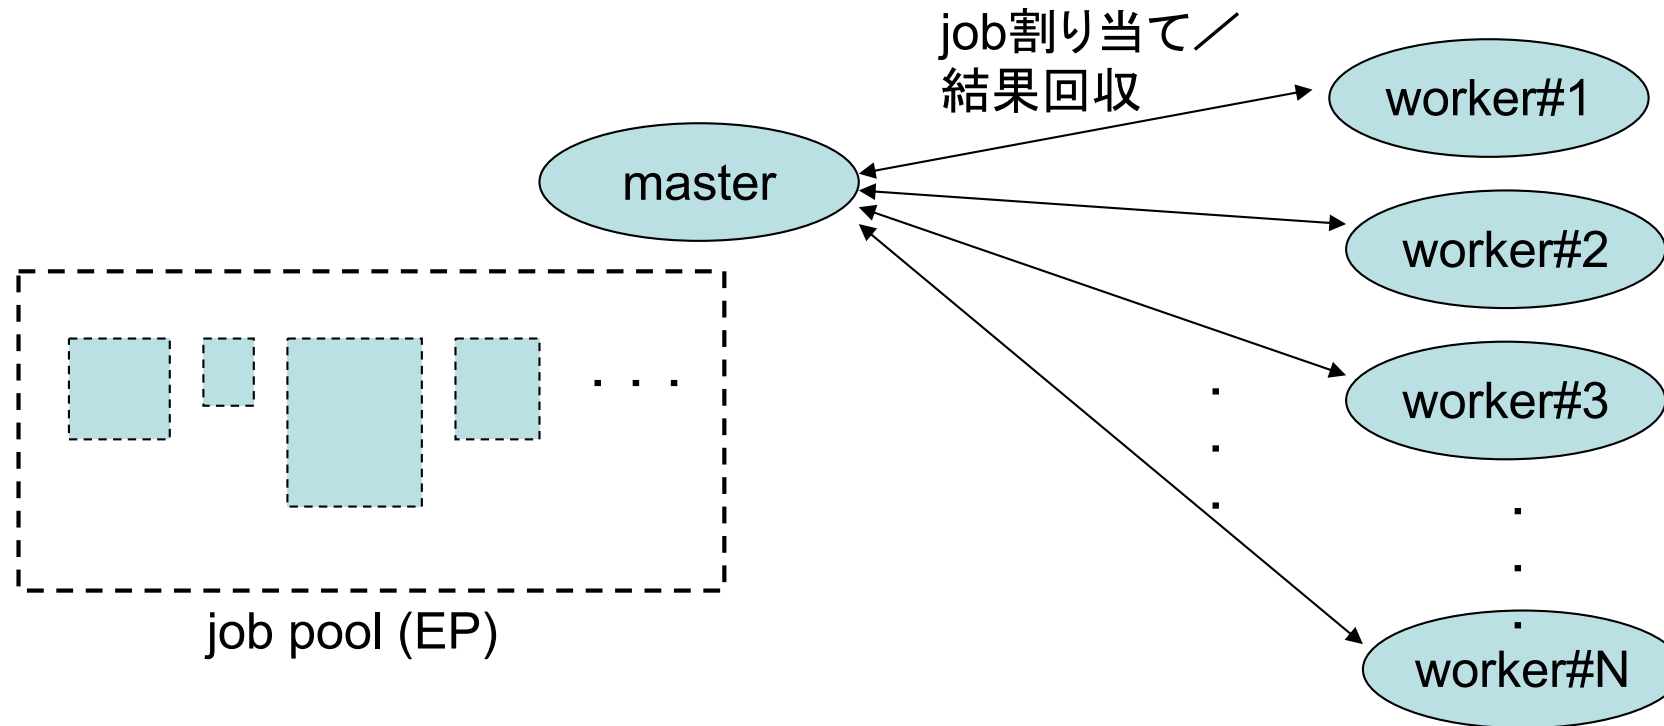 job割り当て／
結果回収
master
worker#1
worker#2
worker#3
worker#N
job pool (EP)